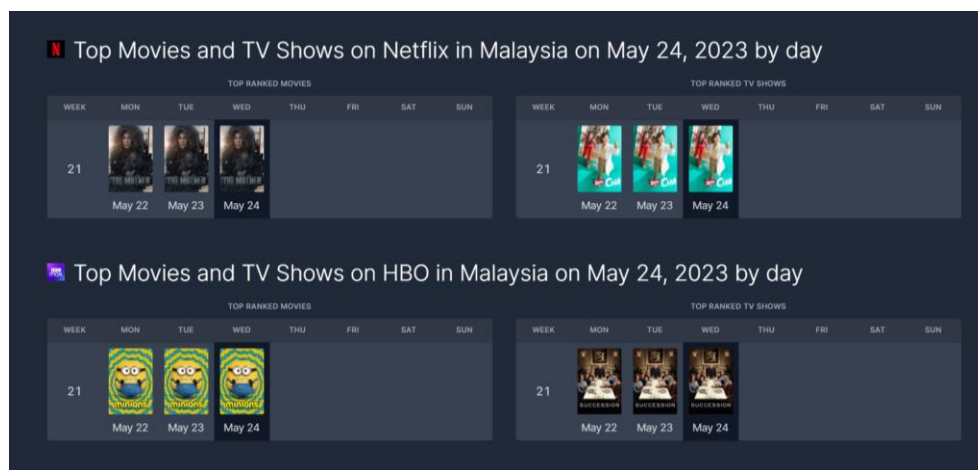 N Top Movies and TV Shows on Netflix in Malaysia on May 24, 2023 by day
TOP RANKED MOVIES
WEEK MON TUE WED THU FRI SAT SUN
21
THE MOTHER THE MOTHER THE MOTHER
May 22 May 23 May 24
TOP RANKED TV SHOWS
WEEK MON TUE WED THU FRI SAT SUN
21
May 22 May 23 May 24
HBO Top Movies and TV Shows on HBO in Malaysia on May 24, 2023 by day
TOP RANKED MOVIES
WEEK MON TUE WED THU FRI SAT SUN
21
minions minions minions
May 22 May 23 May 24
TOP RANKED TV SHOWS
WEEK MON TUE WED THU FRI SAT SUN
21
SUCCESSION SUCCESSION SUCCESSION
May 22 May 23 May 24